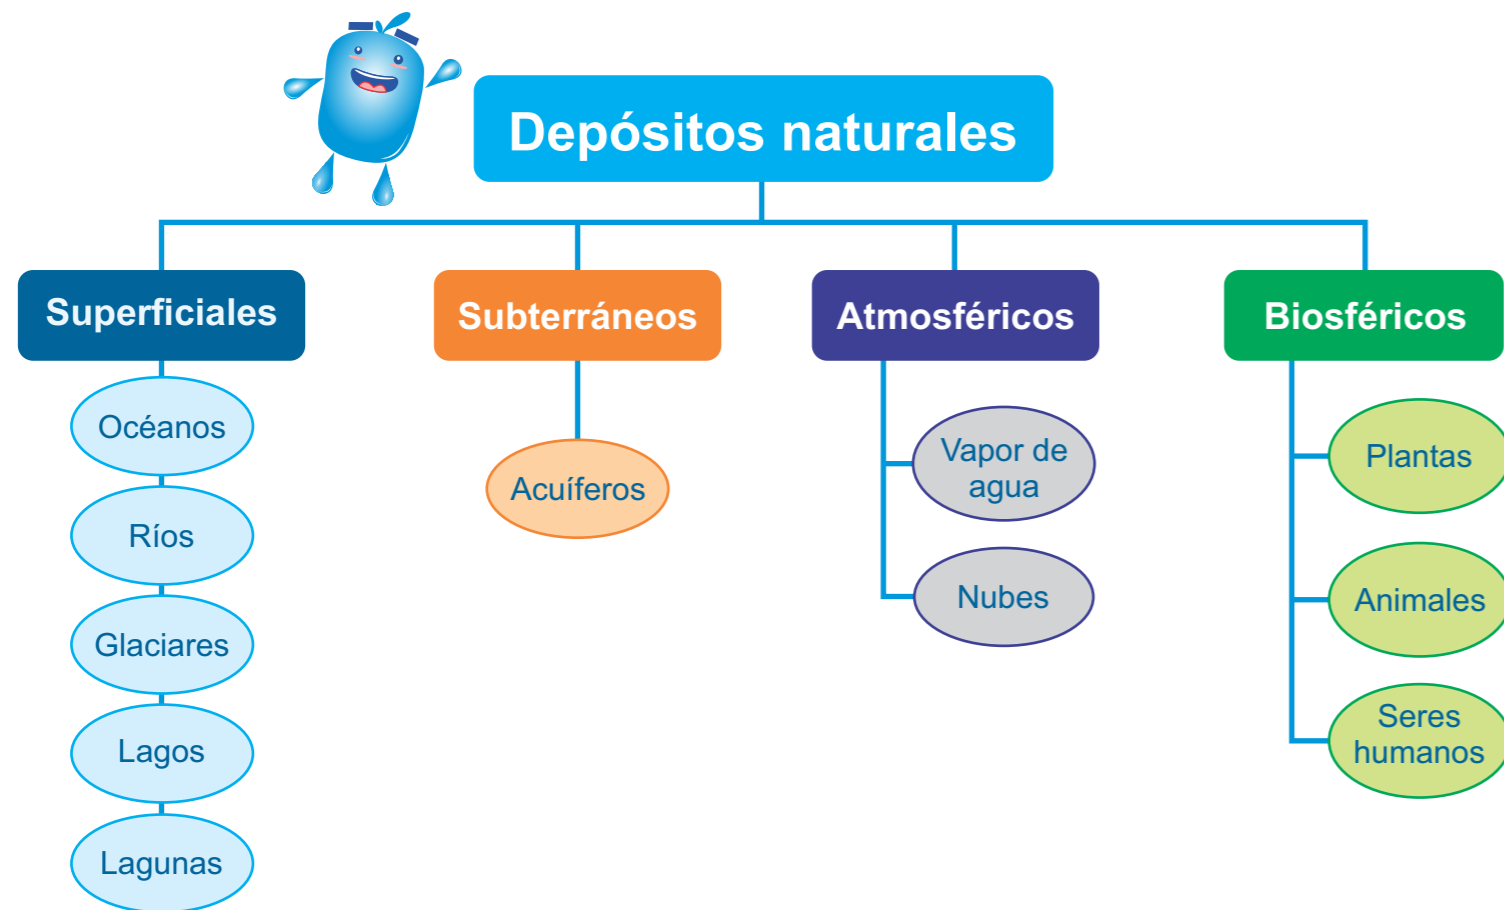 Depósitos naturales
Superficiales
Océanos
Ríos
Glaciares
Lagos
Lagunas
Subterráneos
Acuíferos
Atmosféricos
Vapor de
agua
Nubes
Biosféricos
Plantas
Animales
Seres
humanos